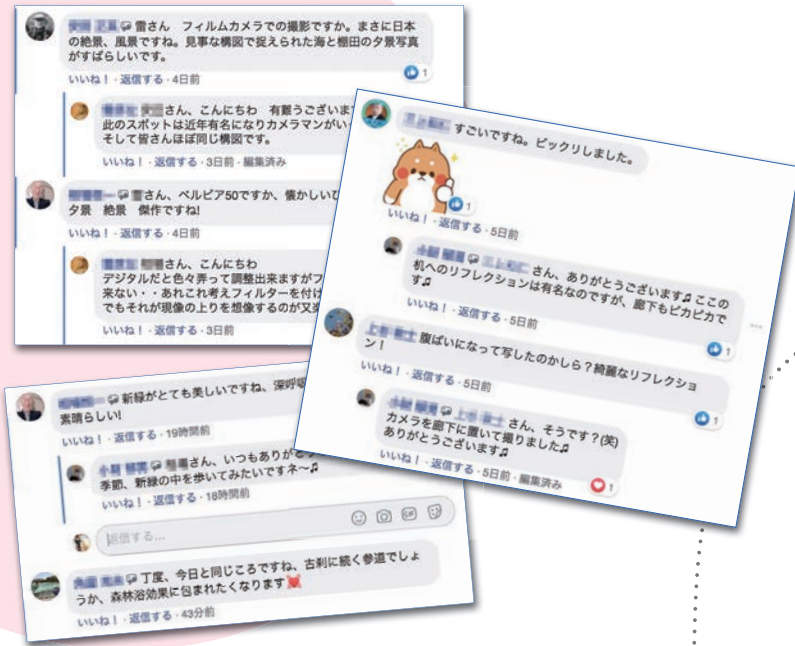 雷さん フィルムカメラでの撮影ですか。まさに日本
の絶景、風景ですね。見事な構図で捉えられた海と棚田の夕景写真
がすばらしいです。
1
いいね！・返信する・4日前
さん、こんにちわ 有難うございま
此のスポットは近年有名になりカメラマンがい
そして皆さんほぼ同じ構図です。
いいね！・返信する・3日前・編集済み
さん、ベルビア50ですか、懐かしいひ
夕景 絶景 傑作ですね!
いいね！・返信する・4日前
さん、こんにちわ
デジタルだと色々弄って調整出来ますがフ
来ない・・あれこれ考えフィルターを付け
でもそれが現像の上りを想像するのが又楽
いいね！・返信する・3日前
すごいですね。ビックリしました。
1
いいね！・返信する・5日前
さん、ありがとうございます♫ ここの
机へのリフレクションは有名なのですが、廊下もピカピカで
す♫
いいね！・返信する・5日前
1
腹ばいになって写したのかしら？綺麗なリフレクショ
ン！
いいね！・返信する・5日前
1
さん、そうです？(笑)
カメラを廊下に置いて撮りました♫
ありがとうございます♫
いいね！・返信する・5日前・編集済み
1
新緑がとても美しいですね、深呼吸
素晴らしい!
いいね！・返信する・19時間前
さん、いつもありがと
季節、新緑の中を歩いてみたいですネ〜♫
いいね！・返信する・18時間前
返信する...
GIF
丁度、今日と同じころですね、古刹に続く参道でしょ
うか、森林浴効果に包まれたくなります💓
いいね！・返信する・43分前